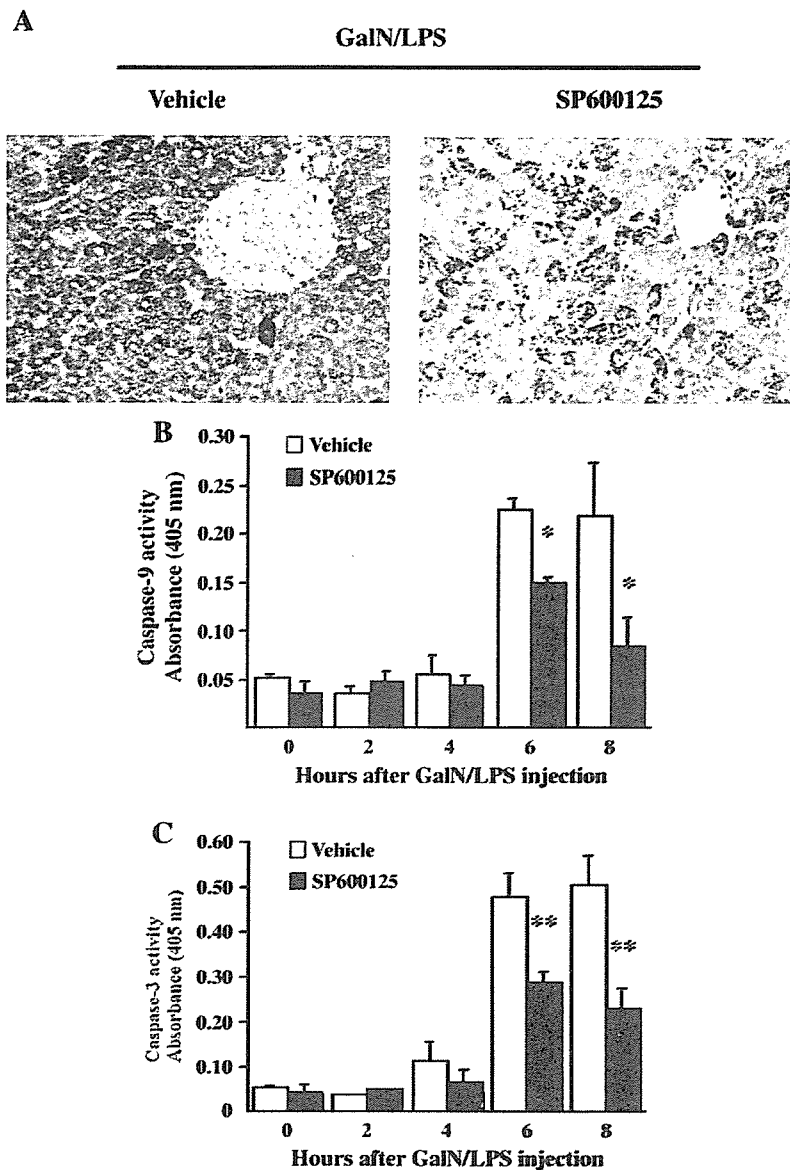 A
GalN/LPS
Vehicle SP600125
B
Caspase-9 activity
Absorbance (405 nm)
0.30
0.25
0.20
0.15
0.10
0.05
Vehicle
SP600125
*
*
0 2 4 6 8
Hours after GalN/LPS injection
C
Caspase-3 activity
Absorbance (405 nm)
0.60
0.50
0.40
0.30
0.20
0.10
0
Vehicle
SP600125
**
**
0 2 4 6 8
Hours after GalN/LPS injection